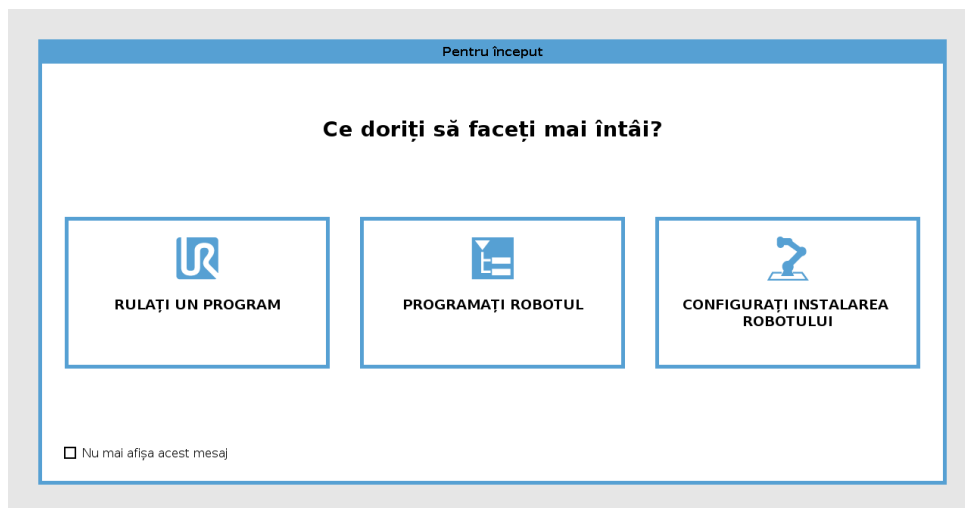 Pentru început
Ce doriți să faceți mai întâi?
RULAȚI UN PROGRAM
PROGRAMAȚI ROBOTUL
CONFIGURAȚI INSTALAREA
ROBOTULUI
Nu mai afișa acest mesaj